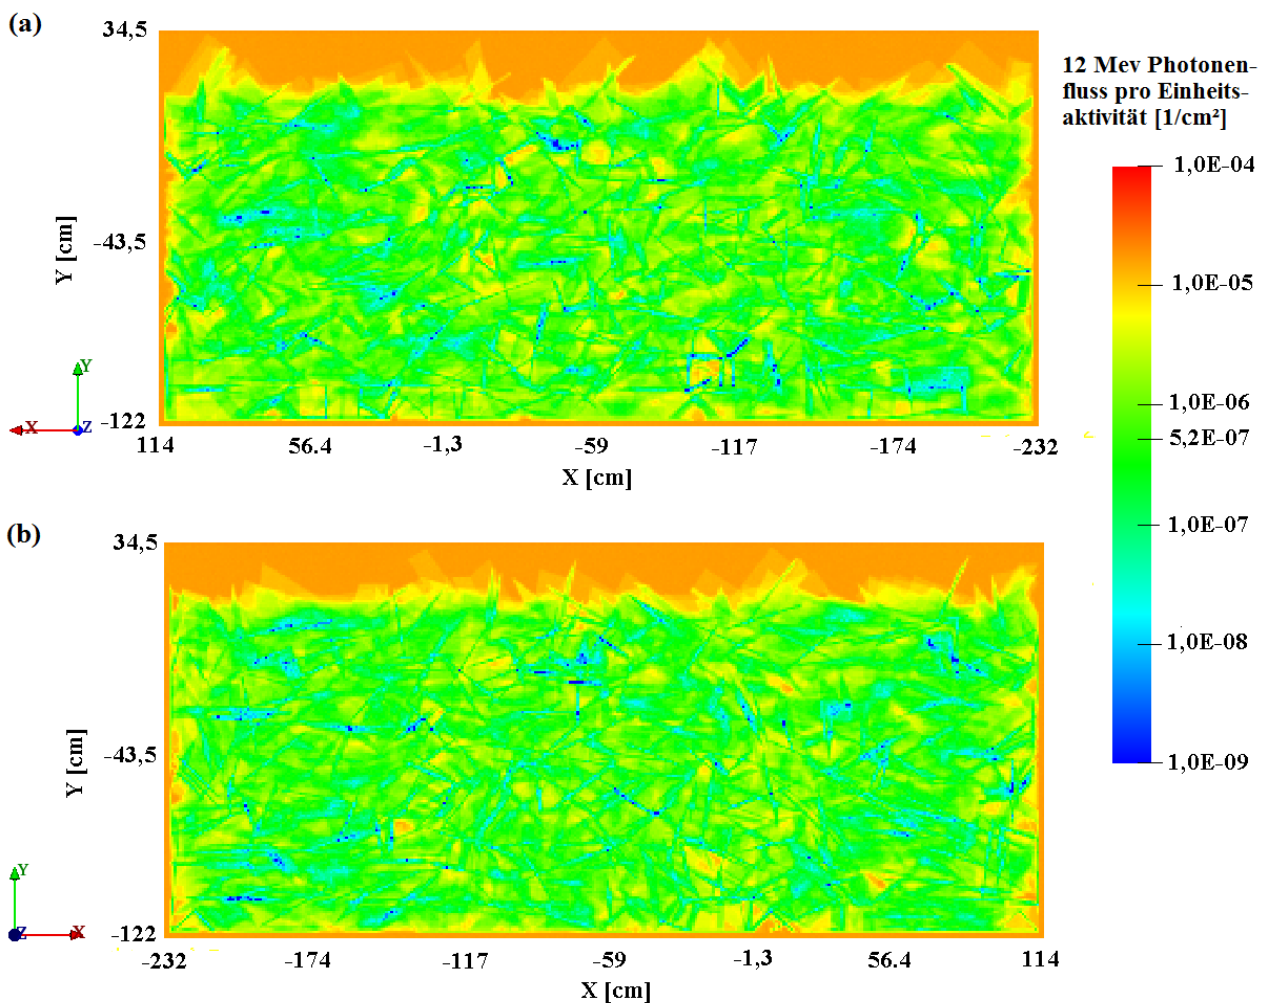 (a)
34,5
-43,5
-122
Y [cm]
Y
X
Z
114
56.4
-1,3
-59
-117
-174
-232
X [cm]
12 Mev Photonen-
fluss pro Einheits-
aktivität [1/cm²]
1,0E-04
1,0E-05
1,0E-06
5,2E-07
1,0E-07
1,0E-08
1,0E-09
(b)
34,5
-43,5
-122
Y [cm]
Y
Z
X
-232
-174
-117
-59
-1,3
56.4
114
X [cm]